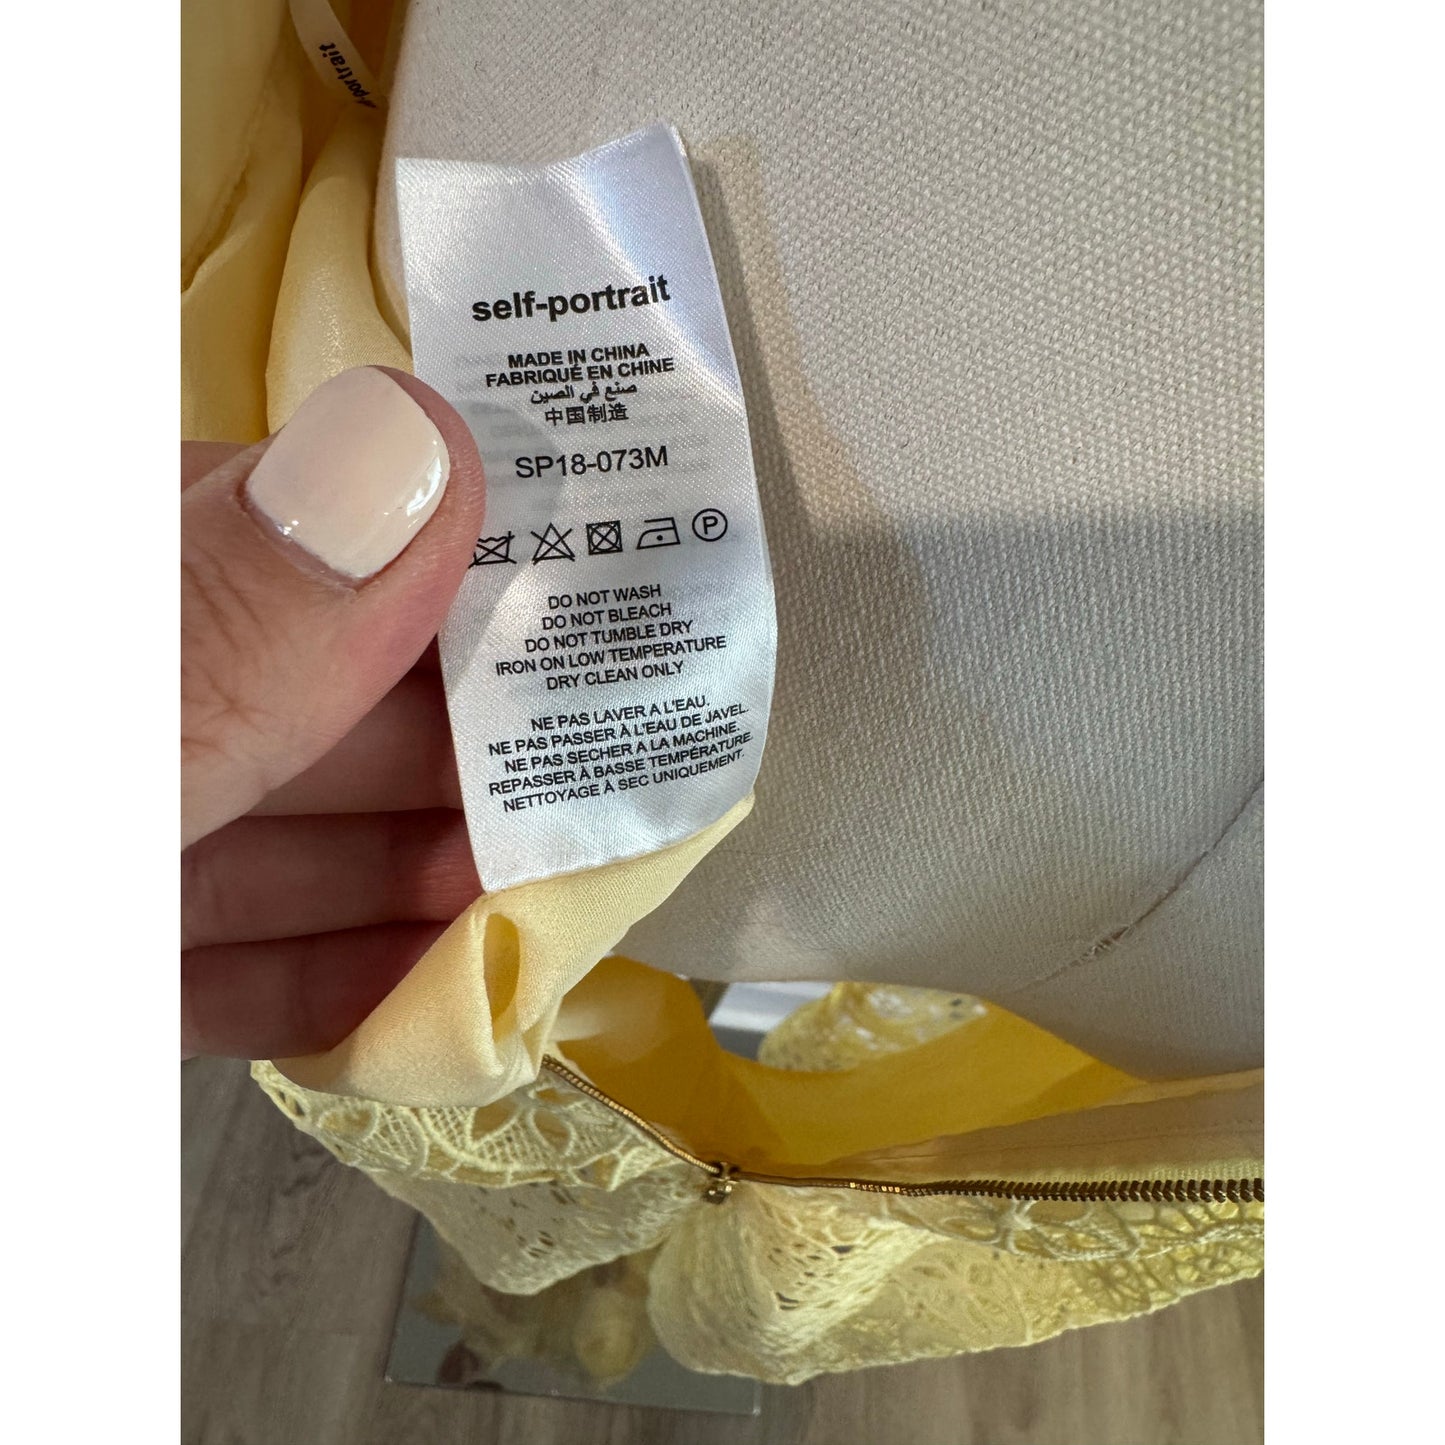 portrait
self-portrait
MADE IN CHINA
FABRIQUÉ EN CHINE
صنع في الصين
中国制造
SP18-073M
P
DO NOT WASH
DO NOT BLEACH
DO NOT TUMBLE DRY
IRON ON LOW TEMPERATURE
DRY CLEAN ONLY
NE PAS LAVER A L'EAU.
NE PAS PASSER À L'EAU DE JAVEL.
NE PAS SECHER A LA MACHINE.
REPASSER À BASSE TEMPÉRATURE.
NETTOYAGE À SEC UNIQUEMENT.